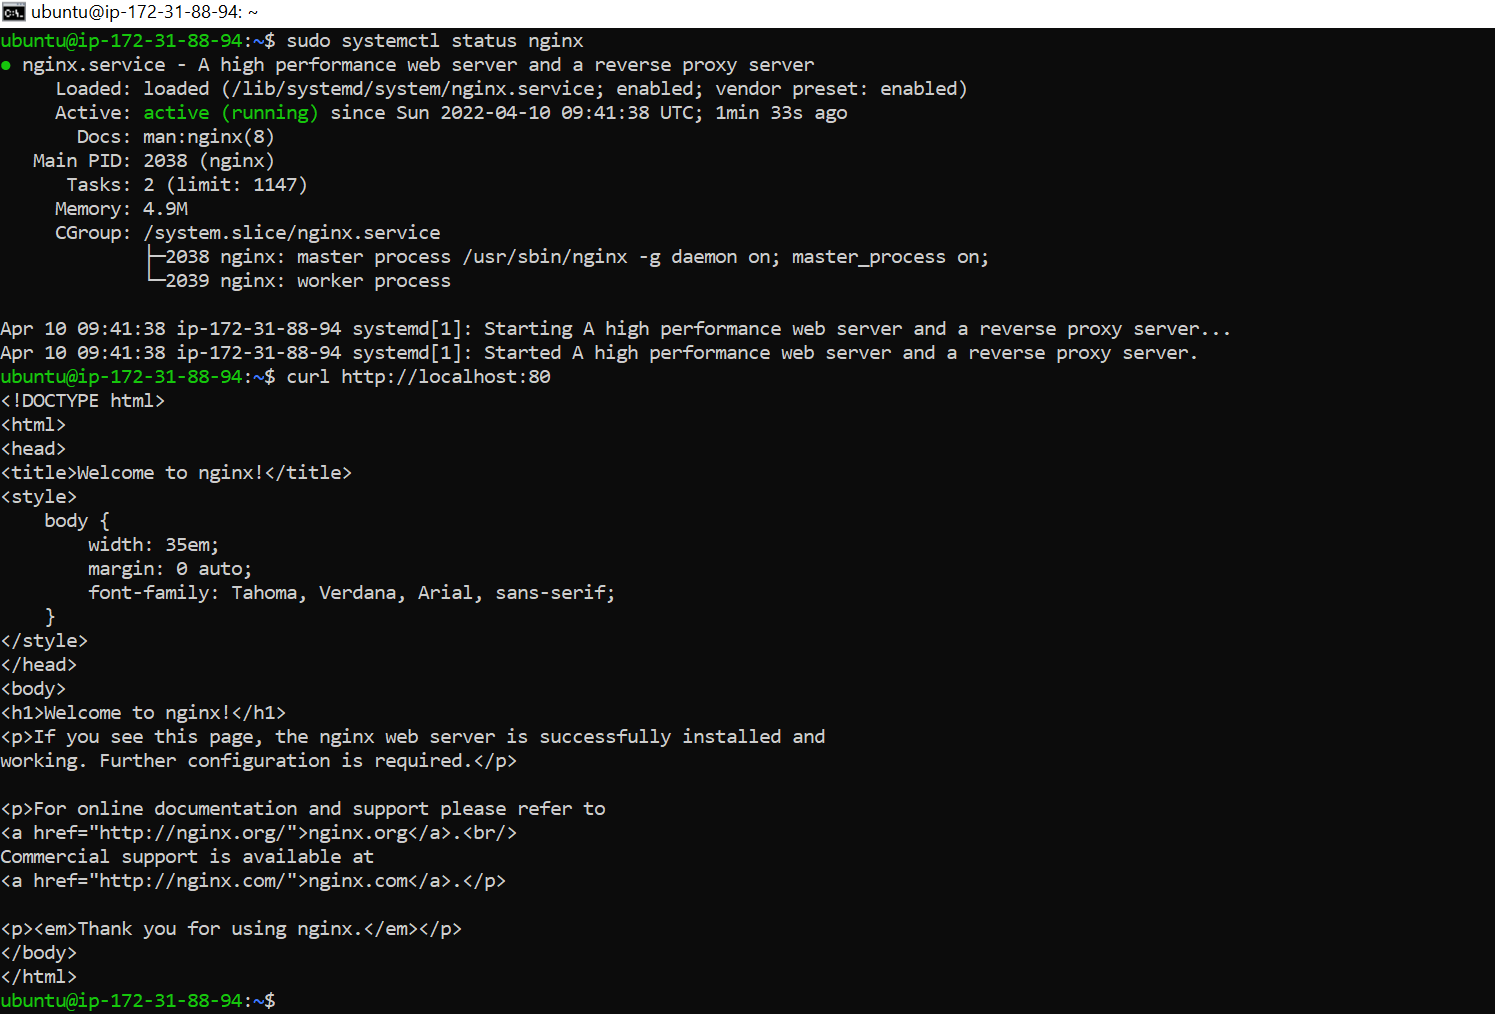 ubuntu@ip-172-31-88-94: ~
ubuntu@ip-172-31-88-94:~$ sudo systemctl status nginx
● nginx.service - A high performance web server and a reverse proxy server
     Loaded: loaded (/lib/systemd/system/nginx.service; enabled; vendor preset: enabled)
     Active: active (running) since Sun 2022-04-10 09:41:38 UTC; 1min 33s ago
       Docs: man:nginx(8)
   Main PID: 2038 (nginx)
      Tasks: 2 (limit: 1147)
     Memory: 4.9M
     CGroup: /system.slice/nginx.service
             ├─2038 nginx: master process /usr/sbin/nginx -g daemon on; master_process on;
             └─2039 nginx: worker process

Apr 10 09:41:38 ip-172-31-88-94 systemd[1]: Starting A high performance web server and a reverse proxy server...
Apr 10 09:41:38 ip-172-31-88-94 systemd[1]: Started A high performance web server and a reverse proxy server.
ubuntu@ip-172-31-88-94:~$ curl http://localhost:80
<!DOCTYPE html>
<html>
<head>
<title>Welcome to nginx!</title>
<style>
    body {
        width: 35em;
        margin: 0 auto;
        font-family: Tahoma, Verdana, Arial, sans-serif;
    }
</style>
</head>
<body>
<h1>Welcome to nginx!</h1>
<p>If you see this page, the nginx web server is successfully installed and
working. Further configuration is required.</p>

<p>For online documentation and support please refer to
<a href="http://nginx.org/">nginx.org</a>.<br/>
Commercial support is available at
<a href="http://nginx.com/">nginx.com</a>.</p>

<p><em>Thank you for using nginx.</em></p>
</body>
</html>
ubuntu@ip-172-31-88-94:~$